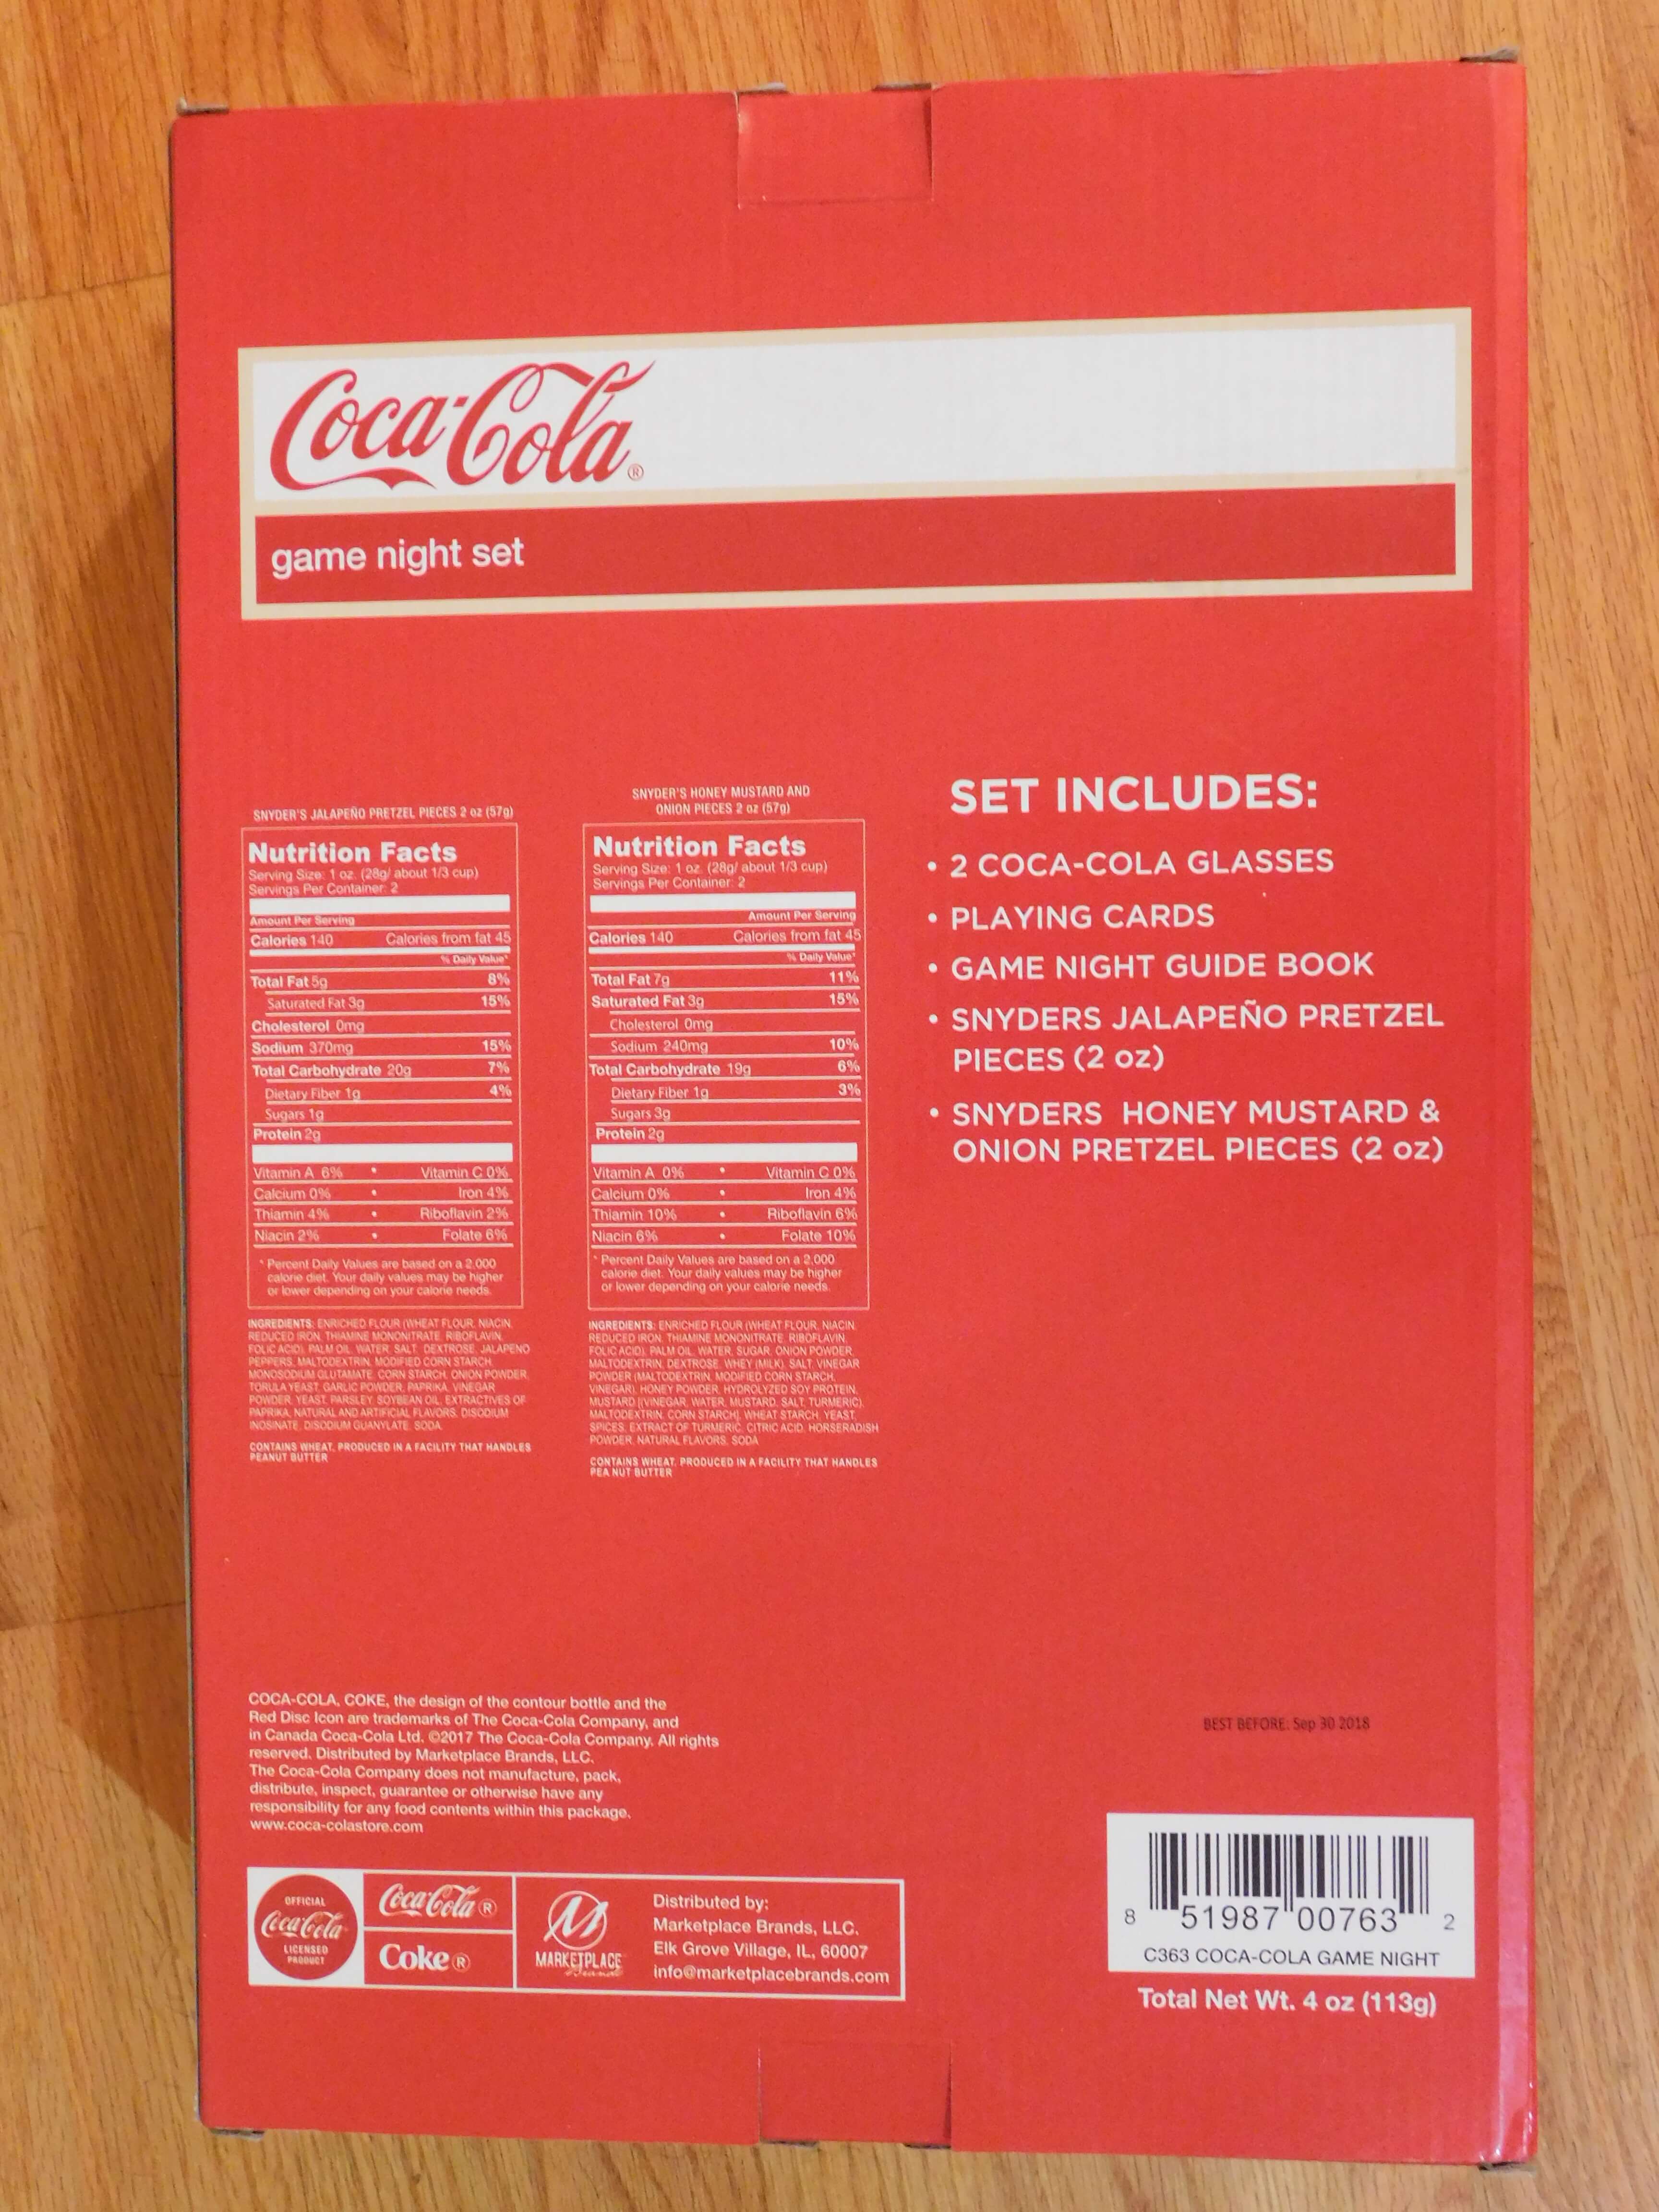 Coca-Cola®
game night set
SNYDER'S JALAPEÑO PRETZEL PIECES 2 oz (57g)
Nutrition Facts
Serving Size: 1 oz. (28g/ about 1/3 cup)
Servings Per Container: 2
Amount Per Serving
Calories 140 Calories from fat 45
% Daily Value*
Total Fat 5g 8%
Saturated Fat 3g 15%
Cholesterol 0mg
Sodium 370mg 15%
Total Carbohydrate 20g 7%
Dietary Fiber 1g 4%
Sugars 1g
Protein 2g
Vitamin A 6% • Vitamin C 0%
Calcium 0% • Iron 4%
Thiamin 4% • Riboflavin 2%
Niacin 2% • Folate 6%
* Percent Daily Values are based on a 2,000
calorie diet. Your daily values may be higher
or lower depending on your calorie needs.
INGREDIENTS: ENRICHED FLOUR (WHEAT FLOUR, NIACIN,
REDUCED IRON, THIAMINE MONONITRATE, RIBOFLAVIN,
FOLIC ACID), PALM OIL, WATER, SALT, DEXTROSE, JALAPENO
PEPPERS, MALTODEXTRIN, MODIFIED CORN STARCH,
MONOSODIUM GLUTAMATE, CORN STARCH, ONION POWDER,
TORULA YEAST, GARLIC POWDER, PAPRIKA, VINEGAR
POWDER, YEAST, PARSLEY, SOYBEAN OIL, EXTRACTIVES OF
PAPRIKA, NATURAL AND ARTIFICIAL FLAVORS, DISODIUM
INOSINATE, DISODIUM GUANYLATE, SODA.
CONTAINS WHEAT. PRODUCED IN A FACILITY THAT HANDLES
PEANUT BUTTER
SNYDER'S HONEY MUSTARD AND
ONION PIECES 2 oz (57g)
Nutrition Facts
Serving Size: 1 oz. (28g/ about 1/3 cup)
Servings Per Container: 2
Amount Per Serving
Calories 140 Calories from fat 45
% Daily Value*
Total Fat 7g 11%
Saturated Fat 3g 15%
Cholesterol 0mg
Sodium 240mg 10%
Total Carbohydrate 19g 6%
Dietary Fiber 1g 3%
Sugars 3g
Protein 2g
Vitamin A 0% • Vitamin C 0%
Calcium 0% • Iron 4%
Thiamin 10% • Riboflavin 6%
Niacin 6% • Folate 10%
* Percent Daily Values are based on a 2,000
calorie diet. Your daily values may be higher
or lower depending on your calorie needs.
INGREDIENTS: ENRICHED FLOUR (WHEAT FLOUR, NIACIN,
REDUCED IRON, THIAMINE MONONITRATE, RIBOFLAVIN,
FOLIC ACID), PALM OIL, WATER, SUGAR, ONION POWDER,
MALTODEXTRIN, DEXTROSE, WHEY (MILK), SALT, VINEGAR
POWDER (MALTODEXTRIN, MODIFIED CORN STARCH,
VINEGAR), HONEY POWDER, HYDROLYZED SOY PROTEIN,
MUSTARD [(VINEGAR, WATER, MUSTARD, SALT, TURMERIC),
MALTODEXTRIN, CORN STARCH], WHEAT STARCH, YEAST,
SPICES, EXTRACT OF TURMERIC, CITRIC ACID, HORSERADISH
POWDER, NATURAL FLAVORS, SODA
CONTAINS WHEAT. PRODUCED IN A FACILITY THAT HANDLES
PEA NUT BUTTER
SET INCLUDES:
• 2 COCA-COLA GLASSES
• PLAYING CARDS
• GAME NIGHT GUIDE BOOK
• SNYDERS JALAPEÑO PRETZEL
PIECES (2 oz)
• SNYDERS HONEY MUSTARD &
ONION PRETZEL PIECES (2 oz)
COCA-COLA, COKE, the design of the contour bottle and the
Red Disc Icon are trademarks of The Coca-Cola Company, and
in Canada Coca-Cola Ltd. ©2017 The Coca-Cola Company. All rights
reserved. Distributed by Marketplace Brands, LLC.
The Coca-Cola Company does not manufacture, pack,
distribute, inspect, guarantee or otherwise have any
responsibility for any food contents within this package.
www.coca-colastore.com
OFFICIAL
Coca-Cola
LICENSED
PRODUCT
Coca-Cola®
Coke®
M
MARKETPLACE
Brands
Distributed by:
Marketplace Brands, LLC.
Elk Grove Village, IL, 60007
info@marketplacebrands.com
BEST BEFORE: Sep 30 2018
8 51987 00763 2
C363 COCA-COLA GAME NIGHT
Total Net Wt. 4 oz (113g)